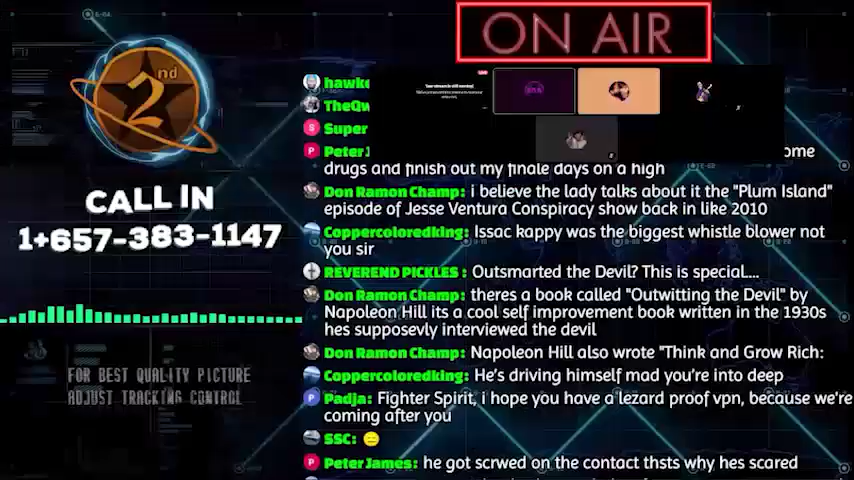 ON AIR
2nd
hawke
TheQw
Super
Peter J
ome
drugs and finish out my finale days on a high
Don Ramon Champ: i believe the lady talks about it the "Plum Island"
episode of Jesse Ventura Conspiracy show back in like 2010
Coppercoloredking: Issac kappy was the biggest whistle blower not
you sir
REVEREND PICKLES : Outsmarted the Devil? This is special....
Don Ramon Champ: theres a book called "Outwitting the Devil" by
Napoleon Hill its a cool self improvement book written in the 1930s
hes supposevly interviewed the devil
Don Ramon Champ: Napoleon Hill also wrote "Think and Grow Rich:
Coppercoloredking: He's driving himself mad you're into deep
Padja: Fighter Spirit, i hope you have a lezard proof vpn, because we're
coming after you
SSC: 😑
Peter James: he got scrwed on the contact thsts why hes scared
CALL IN
1+657-383-1147
FOR BEST QUALITY PICTURE
ADJUST TRACKING CONTROL